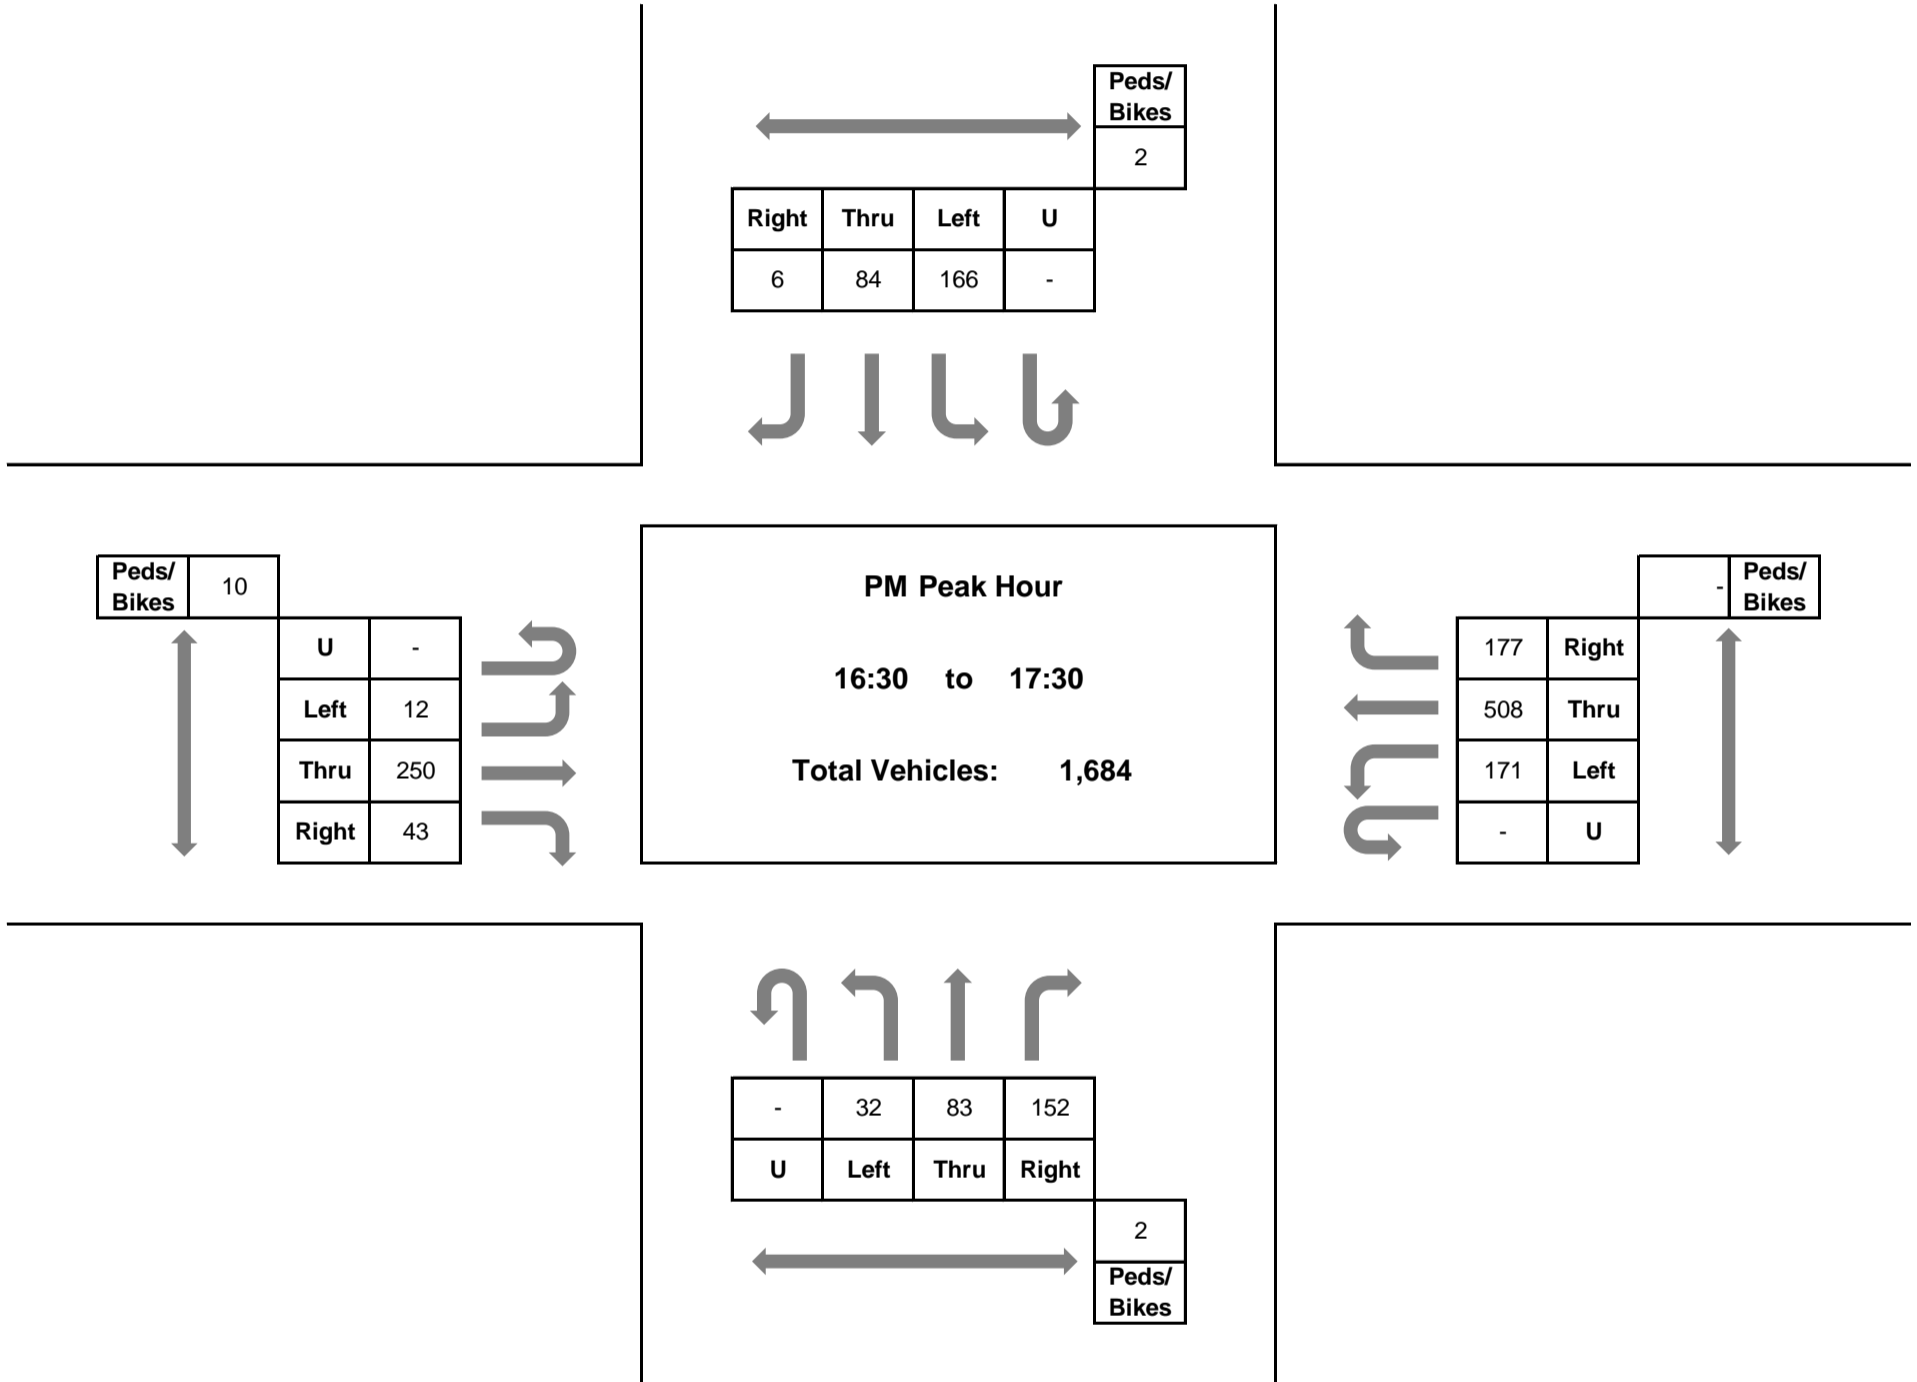 Peds/
Bikes
2
Right Thru Left U
6 84 166 -
Peds/
Bikes
10
U -
Left 12
Thru 250
Right 43
PM Peak Hour
16:30 to 17:30
Total Vehicles: 1,684
- Peds/
Bikes
177 Right
508 Thru
171 Left
- U
- 32 83 152
U Left Thru Right
2
Peds/
Bikes